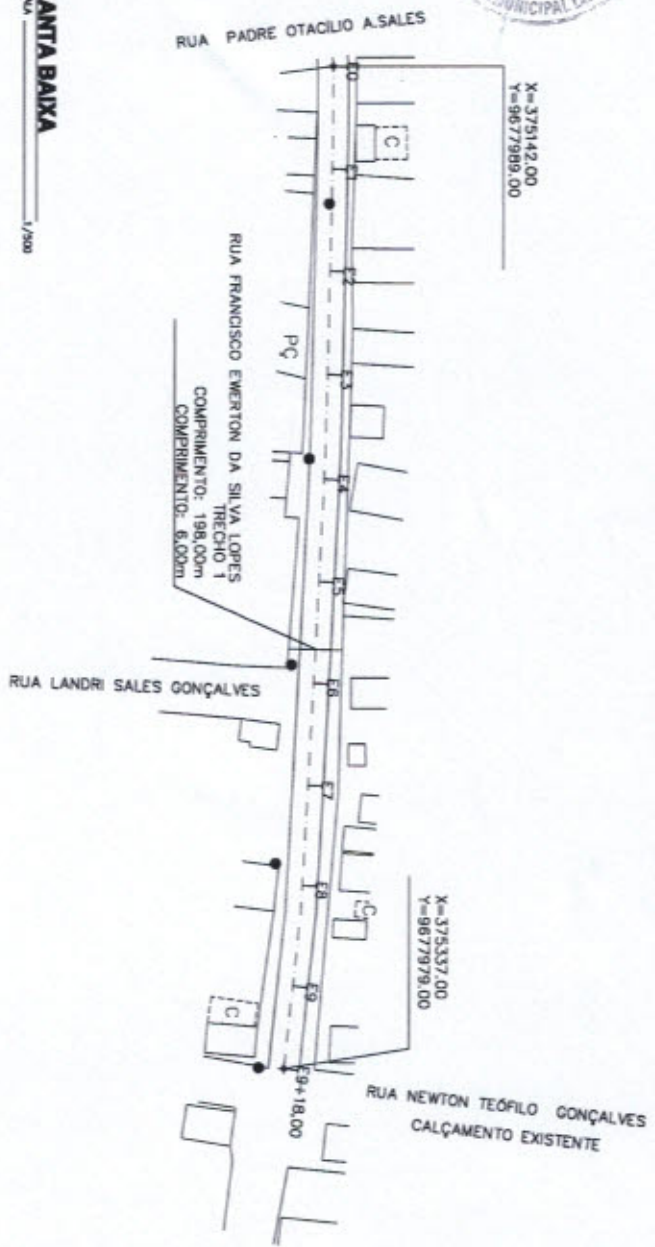 MUNICIPAL
RUA PADRE OTACÍLIO A.SALES
X=375142.00
Y=9677989.00
E0
C
E1
E2
E3
PÇ
E4
E5
RUA FRANCISCO EWERTON DA SILVA LOPES
TRECHO 1
COMPRIMENTO: 198,00m
COMPRIMENTO: 6,00m
E6
RUA LANDRI SALES GONÇALVES
E7
E8
C
X=375337.00
Y=9677979.00
E9
C
E9+18,00
RUA NEWTON TEÓFILO GONÇALVES
CALÇAMENTO EXISTENTE
ANTA BAIXA
1/500